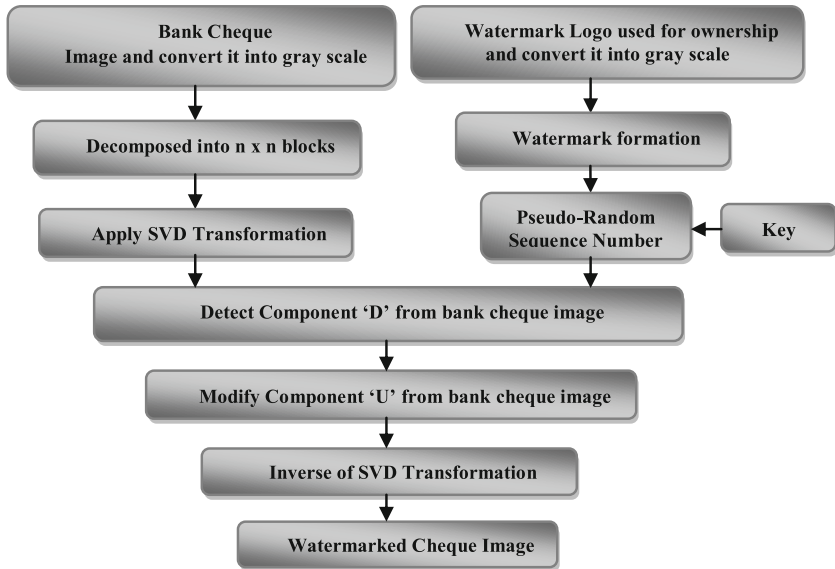 Bank Cheque
Image and convert it into gray scale
Watermark Logo used for ownership
and convert it into gray scale
Decomposed into n x n blocks
Watermark formation
Apply SVD Transformation
Pseudo-Random
Sequence Number
Key
Detect Component ‘D’ from bank cheque image
Modify Component ‘U’ from bank cheque image
Inverse of SVD Transformation
Watermarked Cheque Image